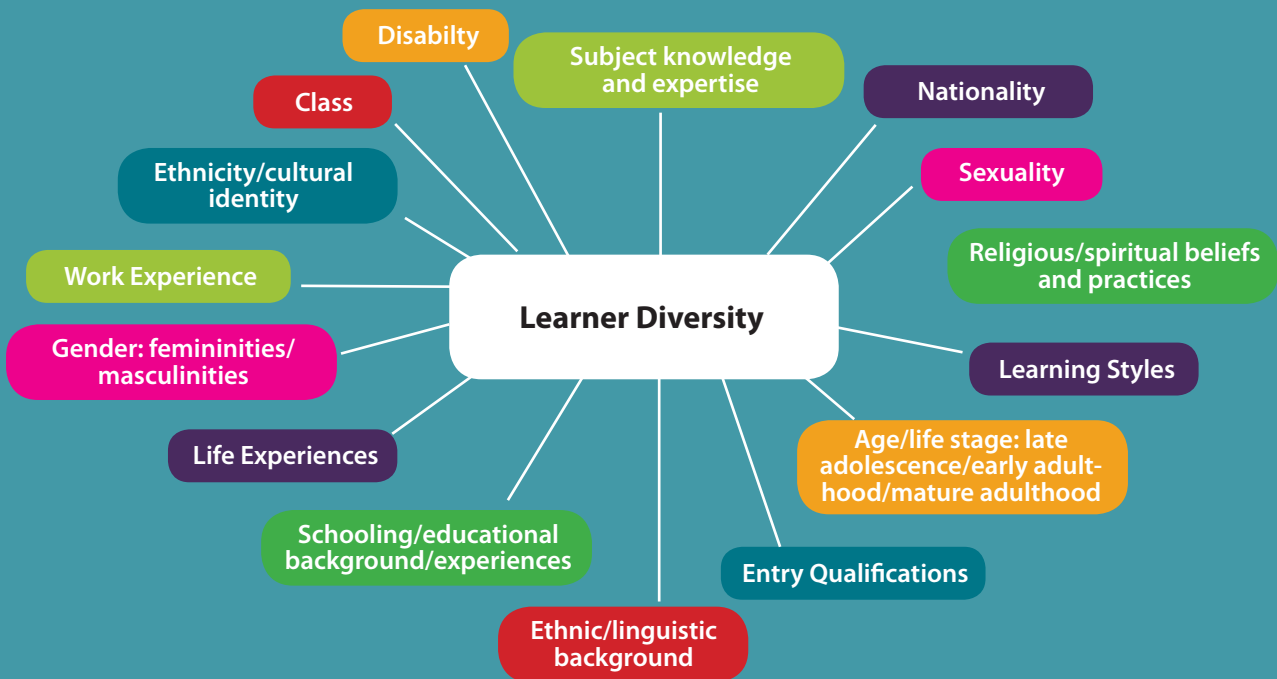 Disabilty
Subject knowledge
and expertise
Nationality
Class
Ethnicity/cultural
identity
Sexuality
Religious/spiritual beliefs
and practices
Work Experience
Learner Diversity
Gender: femininities/
masculinities
Learning Styles
Life Experiences
Age/life stage: late
adolescence/early adult-
hood/mature adulthood
Schooling/educational
background/experiences
Entry Qualifications
Ethnic/linguistic
background